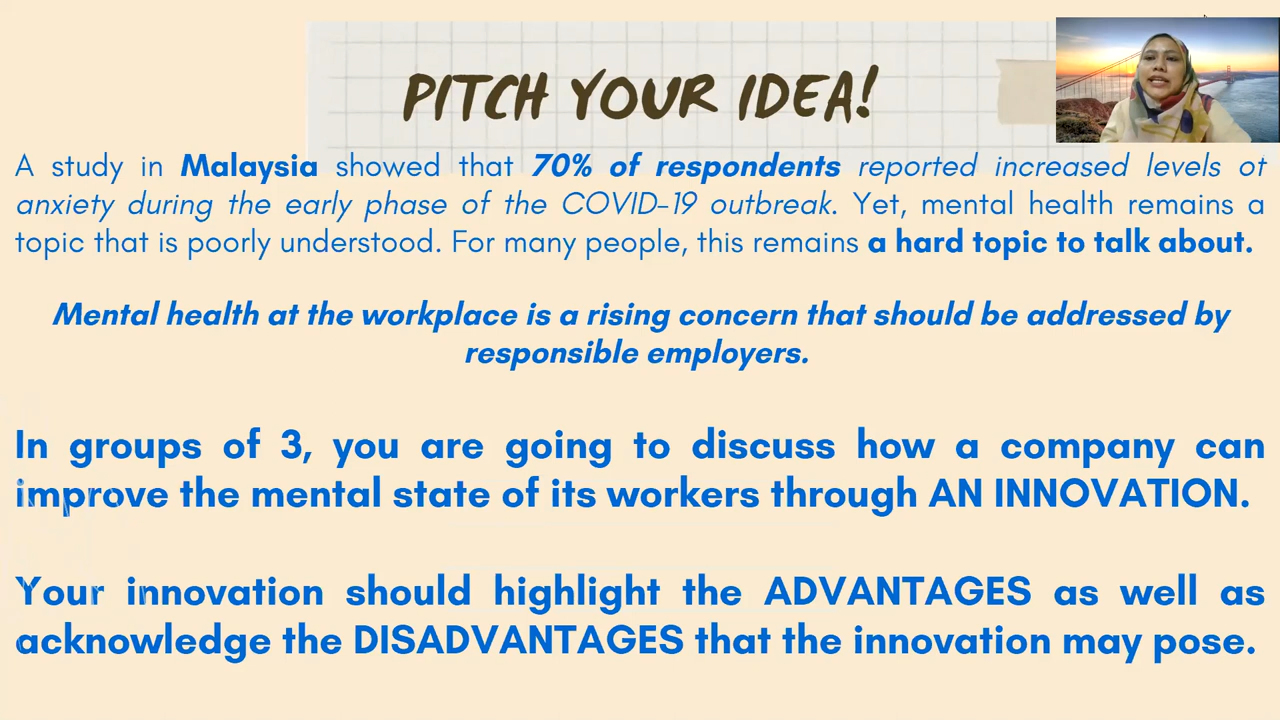 PITCH YOUR IDEA!
A study in Malaysia showed that 70% of respondents reported increased levels of
anxiety during the early phase of the COVID-19 outbreak. Yet, mental health remains a
topic that is poorly understood. For many people, this remains a hard topic to talk about.
Mental health at the workplace is a rising concern that should be addressed by
responsible employers.
In groups of 3, you are going to discuss how a company can
improve the mental state of its workers through AN INNOVATION.
Your innovation should highlight the ADVANTAGES as well as
acknowledge the DISADVANTAGES that the innovation may pose.